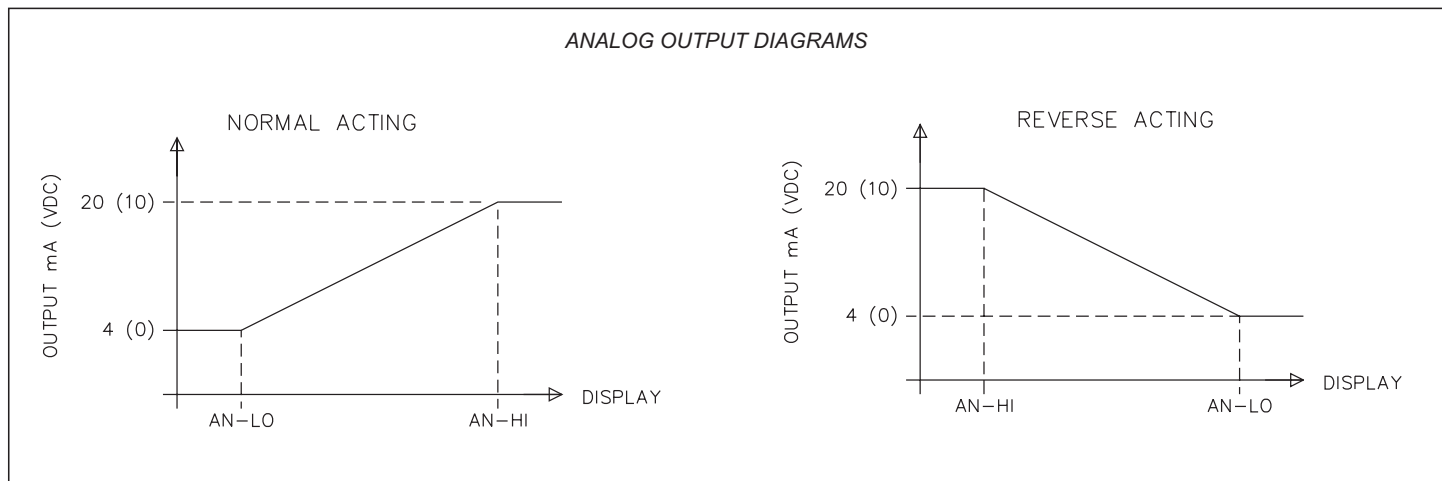 ANALOG OUTPUT DIAGRAMS
NORMAL ACTING
OUTPUT mA (VDC)
20 (10)
4 (0)
AN-LO
AN-HI
DISPLAY
REVERSE ACTING
OUTPUT mA (VDC)
20 (10)
4 (0)
AN-HI
AN-LO
DISPLAY